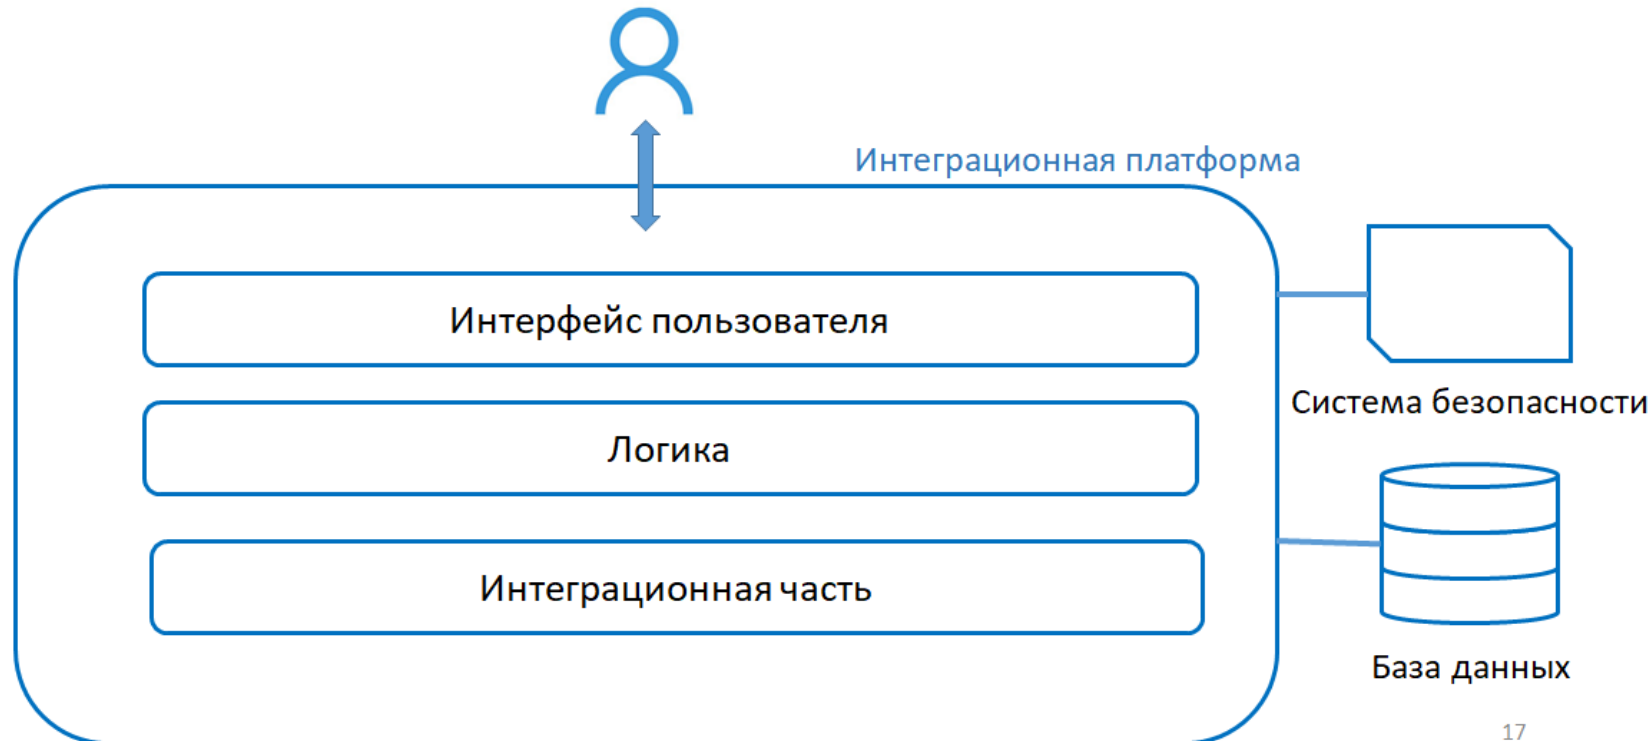 Интеграционная платформа
Интерфейс пользователя
Система безопасности
Логика
Интеграционная часть
База данных
17